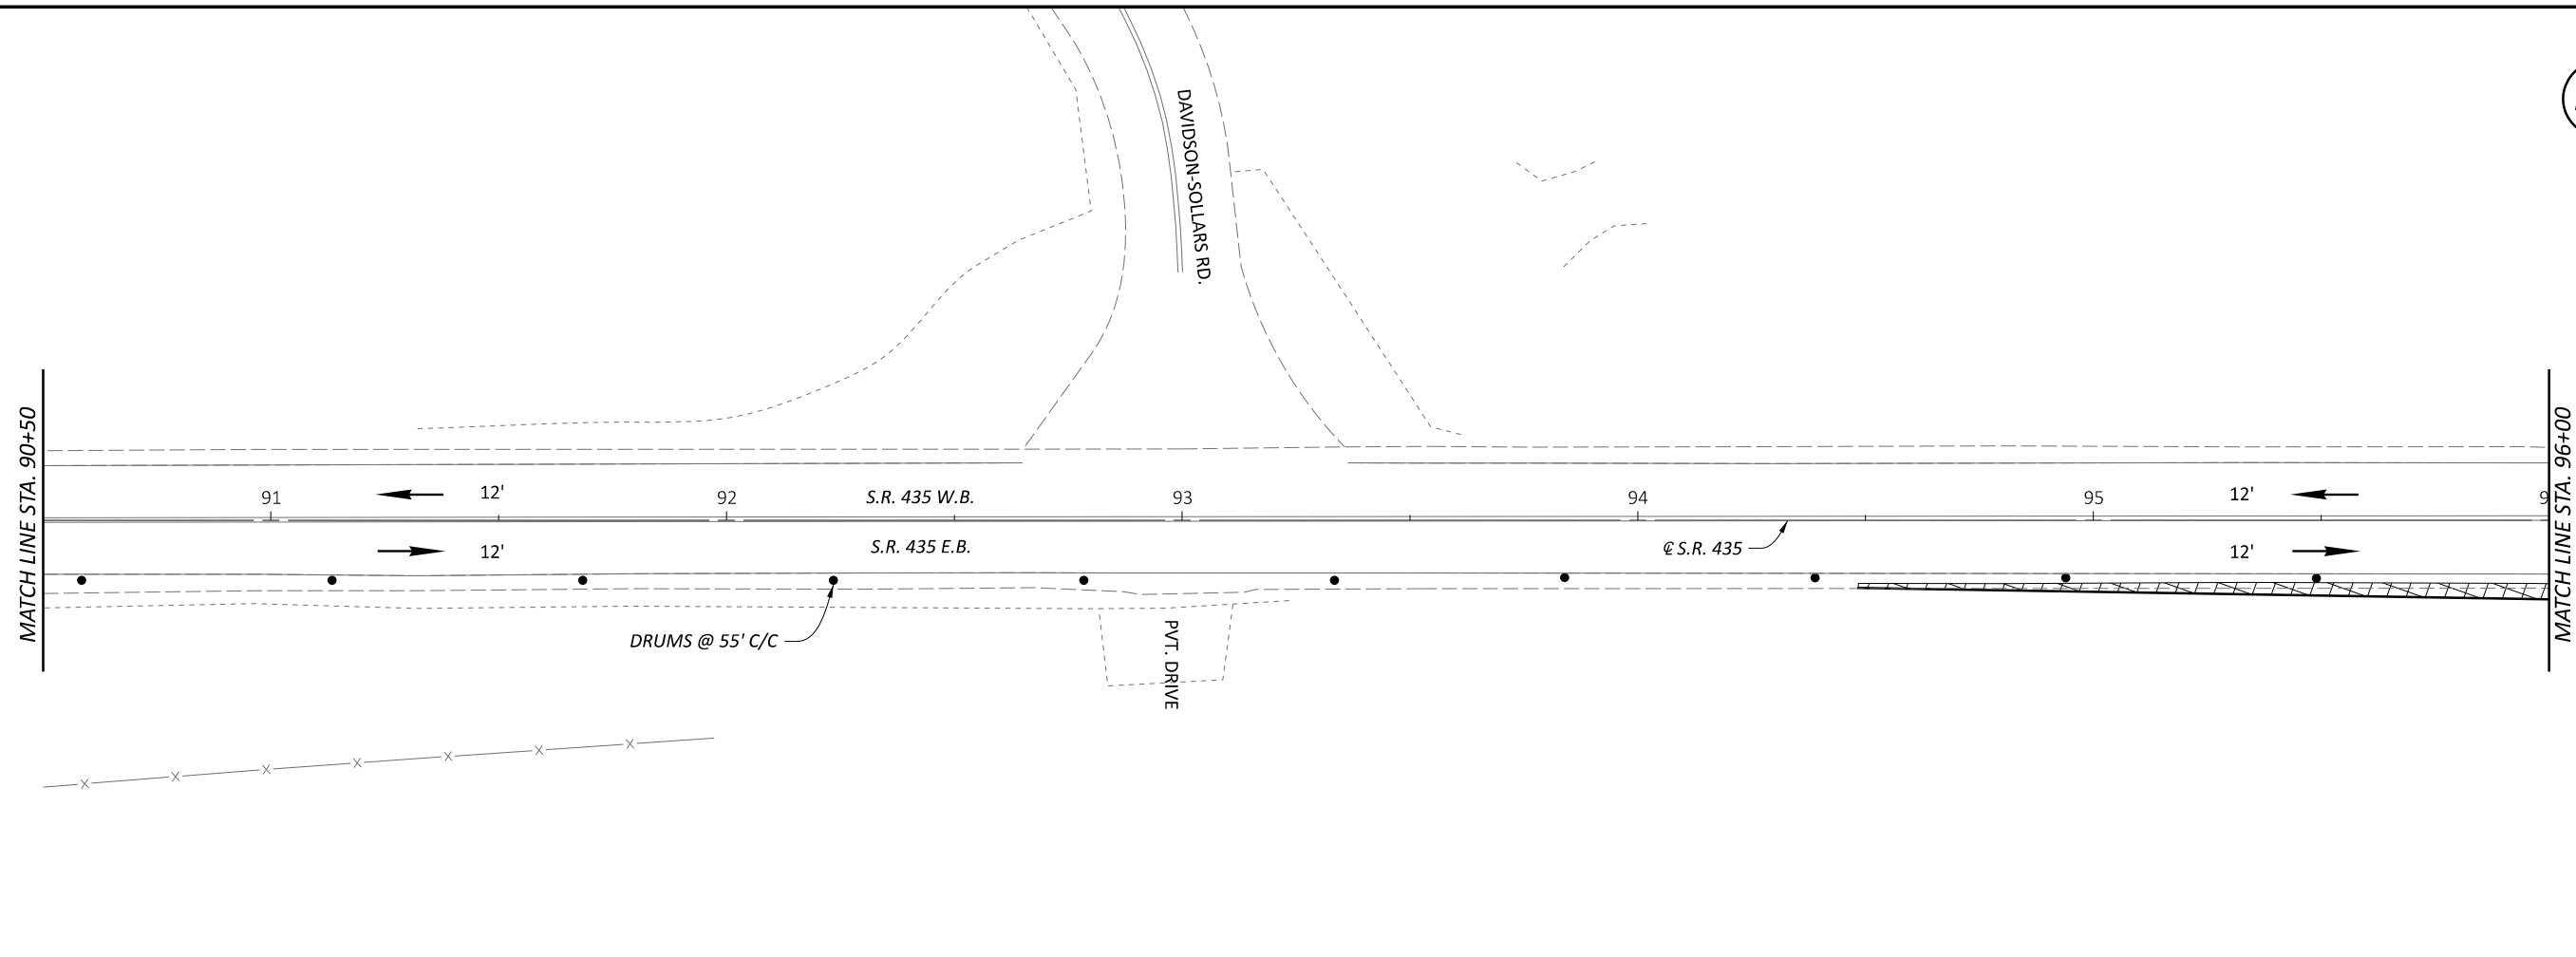 DAVIDSON-SOLLARS RD.
MATCH LINE STA. 90+50
MATCH LINE STA. 96+00
91
12'
92
S.R. 435 W.B.
93
94
95
12'
9
12'
S.R. 435 E.B.
℄ S.R. 435
12'
DRUMS @ 55' C/C
PVT. DRIVE
X X X X X X X